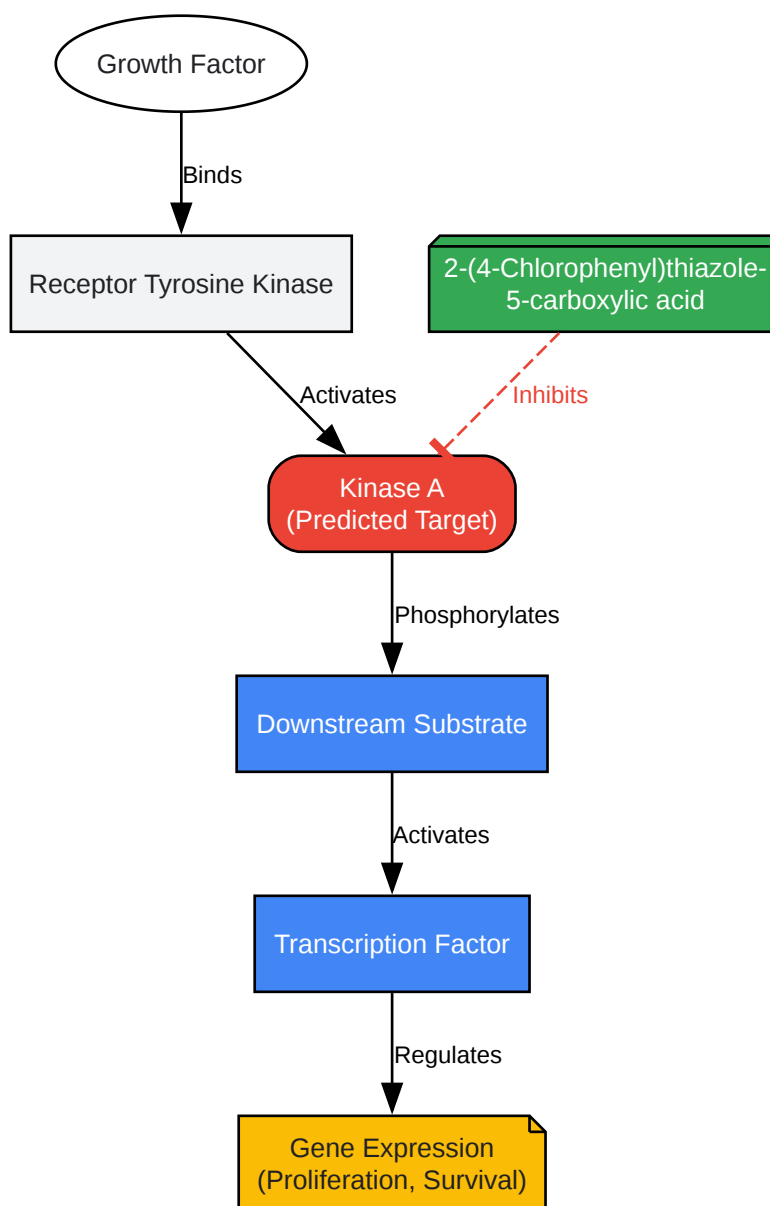 Growth Factor
Binds
Receptor Tyrosine Kinase
2-(4-Chlorophenyl)thiazole-
5-carboxylic acid
Activates
Inhibits
Kinase A
(Predicted Target)
Phosphorylates
Downstream Substrate
Activates
Transcription Factor
Regulates
Gene Expression
(Proliferation, Survival)